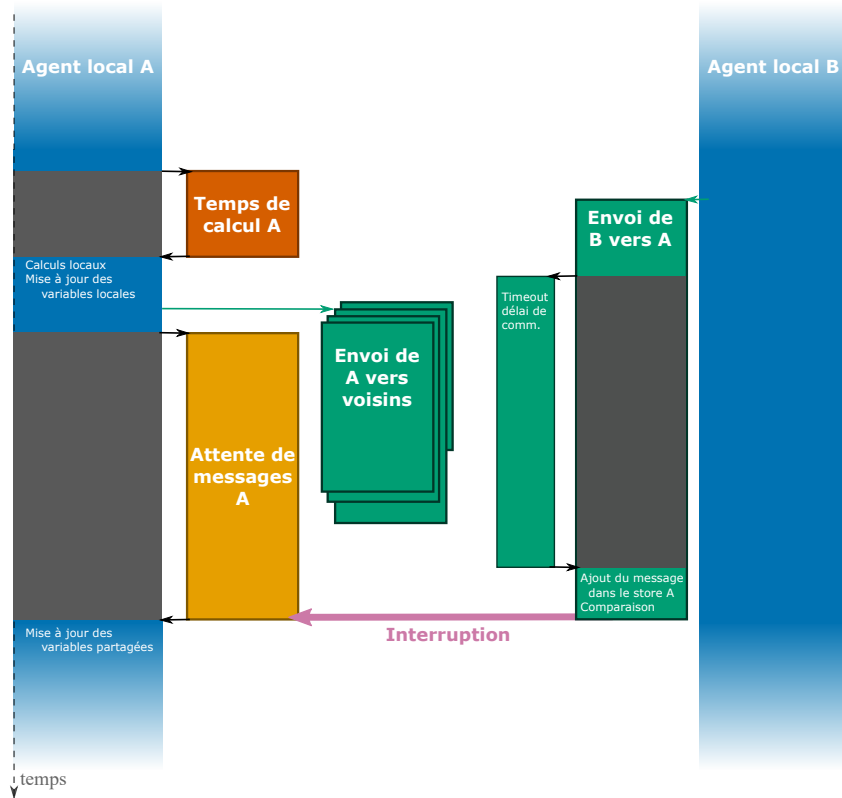 Agent local A
Agent local B
Temps de
calcul A
Envoi de
B vers A
Calculs locaux
Mise à jour des
variables locales
Timeout
délai de
comm.
Envoi de
A vers
voisins
Attente de
messages
A
Ajout du message
dans le store A
Comparaison
Interruption
Mise à jour des
variables partagées
temps